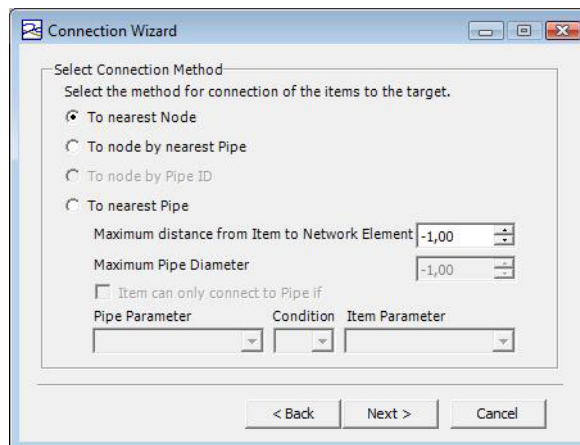 Connection Wizard
Select Connection Method
Select the method for connection of the items to the target.
To nearest Node
To node by nearest Pipe
To node by Pipe ID
To nearest Pipe
Maximum distance from Item to Network Element -1,00
Maximum Pipe Diameter -1,00
Item can only connect to Pipe if
Pipe Parameter Condition Item Parameter
< Back Next > Cancel